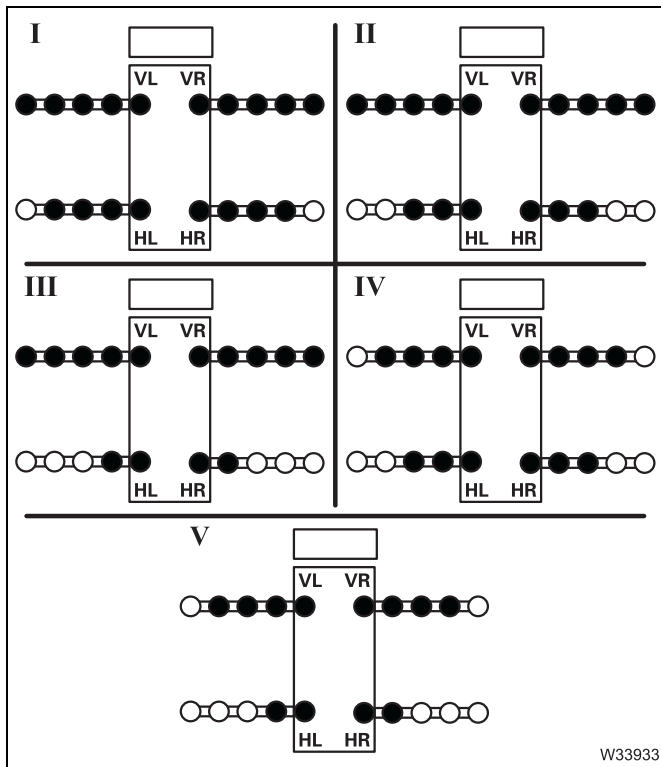 I
VL VR
HL HR
II
VL VR
HL HR
III
VL VR
HL HR
IV
VL VR
HL HR
V
VL VR
HL HR
W33933